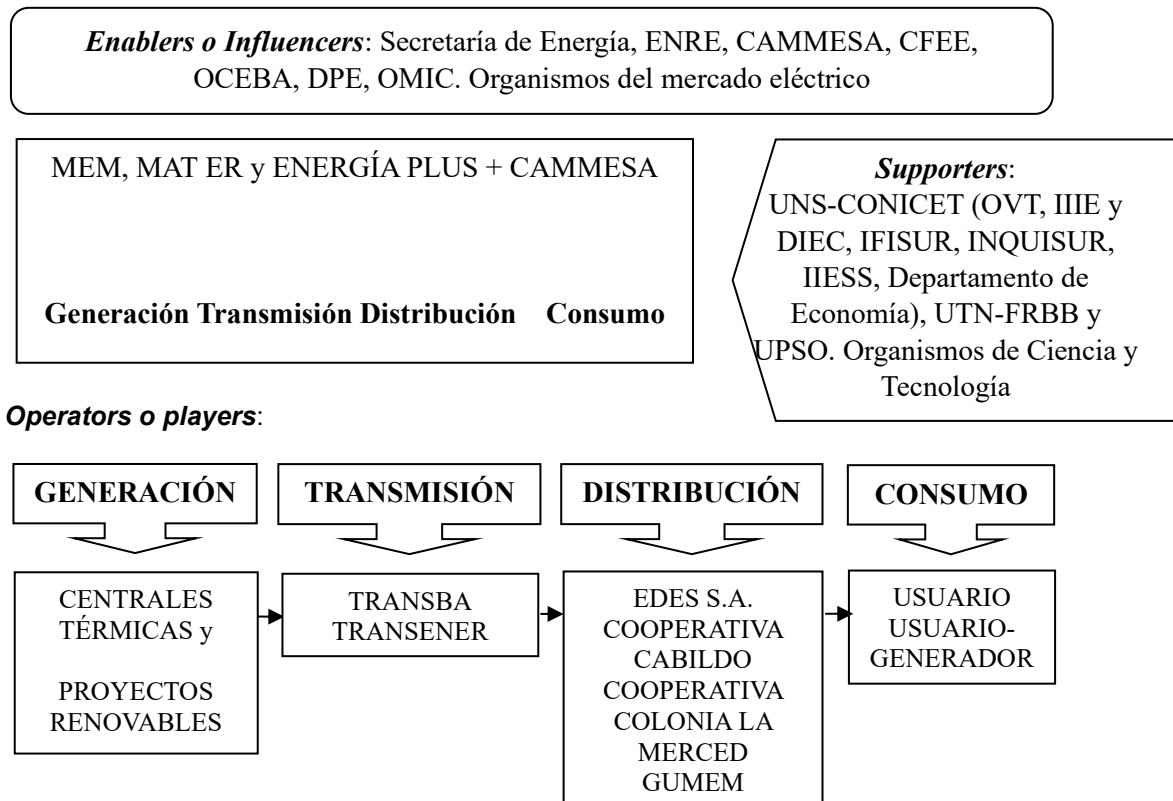 Enablers o Influencers: Secretaría de Energía, ENRE, CAMMESA, CFEE,
OCEBA, DPE, OMIC. Organismos del mercado eléctrico
MEM, MAT ER y ENERGÍA PLUS + CAMMESA
Generación Transmisión Distribución Consumo
Supporters:
UNS-CONICET (OVT, IIIE y
DIEC, IFISUR, INQUISUR,
IIESS, Departamento de
Economía), UTN-FRBB y
UPSO. Organismos de Ciencia y
Tecnología
Operators o players:
GENERACIÓN
TRANSMISIÓN
DISTRIBUCIÓN
CONSUMO
CENTRALES
TÉRMICAS y
PROYECTOS
RENOVABLES
TRANSBA
TRANSENER
EDES S.A.
COOPERATIVA
CABILDO
COOPERATIVA
COLONIA LA
MERCED
GUMEM
USUARIO
USUARIO-
GENERADOR